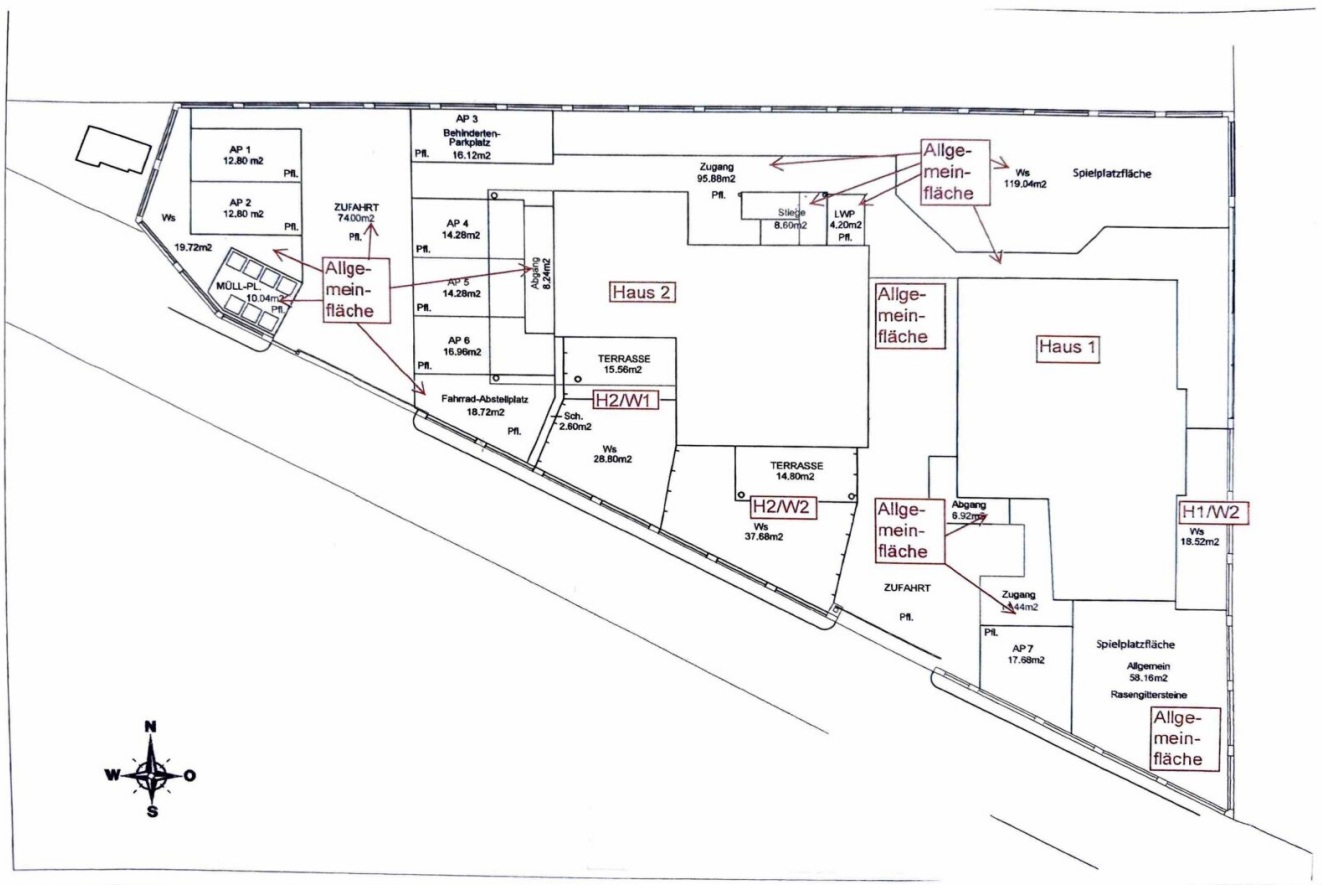 AP 1
12.80 m2
Pfl.
AP 2
12.80 m2
Pfl.
Ws
19.72m2
MÜLL-PL.
10.04m2
Pfl.
ZUFAHRT
74.00m2
Pfl.
Allge-
mein-
fläche
AP 3
Behinderten-
Parkplatz
16.12m2
Pfl.
AP 4
14.28m2
Pfl.
AP 5
14.28m2
Pfl.
AP 6
16.96m2
Pfl.
Fahrrad-Abstellplatz
18.72m2
Pfl.
Abgang
8.24m2
Haus 2
Zugang
95.88m2
Pfl.
Stiege
8.60m2
LWP
4.20m2
Pfl.
Allge-
mein-
fläche
Ws
119.04m2
Spielplatzfläche
TERRASSE
15.56m2
H2/W1
Sch.
2.60m2
Ws
28.80m2
TERRASSE
14.80m2
H2/W2
Ws
37.68m2
Allge-
mein-
fläche
Haus 1
Abgang
6.92m2
Allge-
mein-
fläche
H1/W2
Ws
18.52m2
ZUFAHRT
Pfl.
Zugang
Pfl.
AP 7
17.68m2
Spielplatzfläche
Allgemein
58.16m2
Rasengittersteine
Allge-
mein-
fläche
N
W
O
S